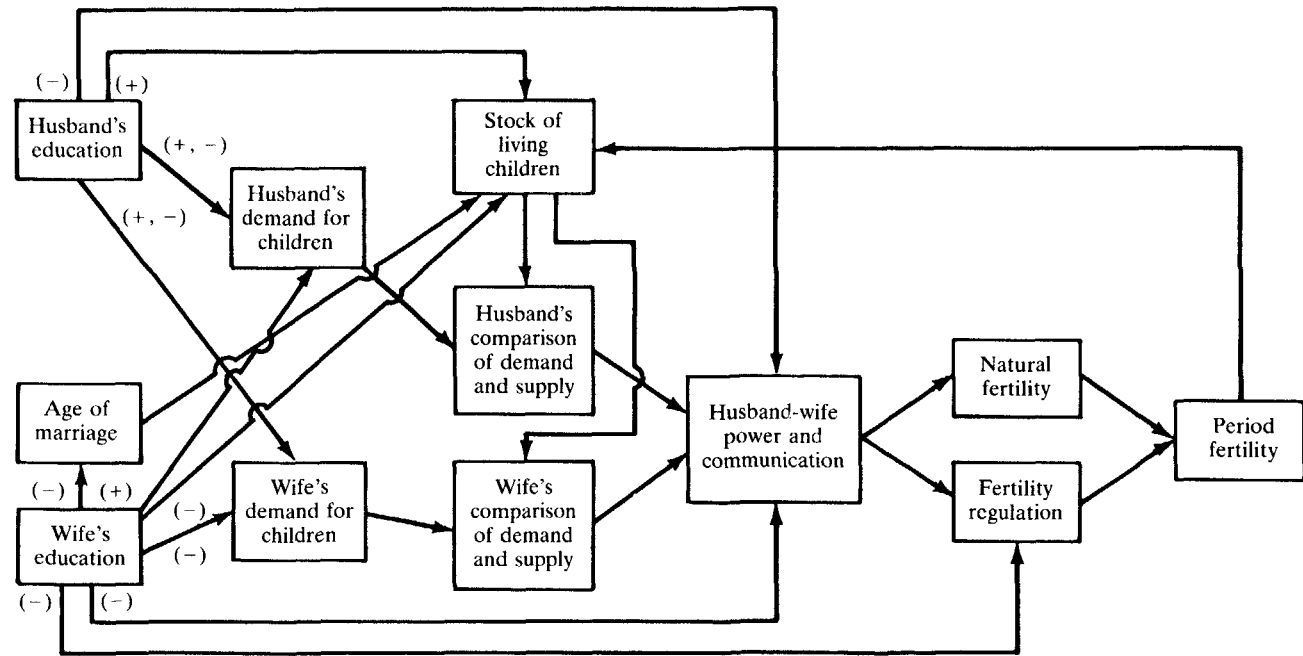 (-)
(+)
Husband's
education
(+, -)
(+, -)
Stock of
living
children
Husband's
demand for
children
Husband's
comparison
of demand
and supply
Age of
marriage
Husband-wife
power and
communication
Natural
fertility
Period
fertility
(-)
(+)
Wife's
education
(-)
(-)
Wife's
demand for
children
Wife's
comparison
of demand
and supply
Fertility
regulation
(-)
(-)